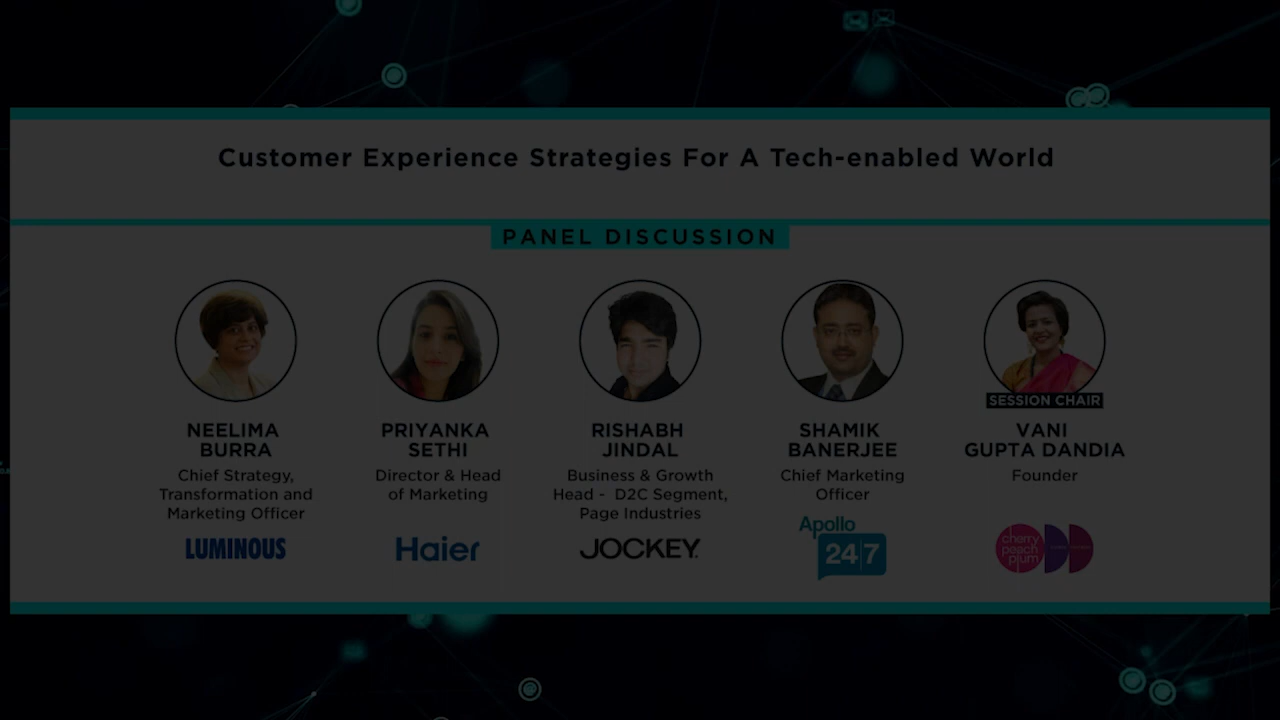 Customer Experience Strategies For A Tech-enabled World
PANEL DISCUSSION
SESSION CHAIR
NEELIMA
BURRA
Chief Strategy,
Transformation and
Marketing Officer
LUMINOUS
PRIYANKA
SETHI
Director & Head
of Marketing
Haier
RISHABH
JINDAL
Business & Growth
Head - D2C Segment,
Page Industries
JOCKEY
SHAMIK
BANERJEE
Chief Marketing
Officer
Apollo
24|7
VANI
GUPTA DANDIA
Founder
cherry
peach
plum